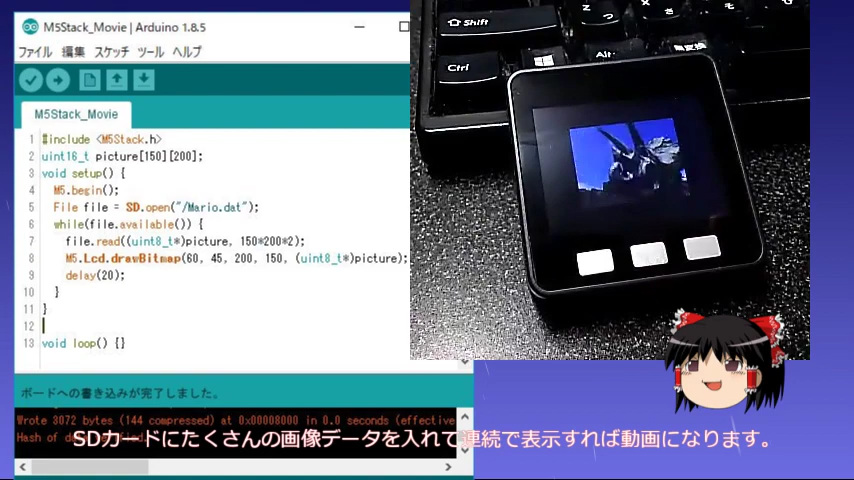 M5Stack_Movie | Arduino 1.8.5
ファイル 編集 スケッチ ツール ヘルプ
M5Stack_Movie
1 #include <M5Stack.h>
2 uint16_t picture[150][200];
3 void setup() {
4 M5.begin();
5 File file = SD.open("/Mario.dat");
6 while(file.available()) {
7 file.read((uint8_t*)picture, 150*200*2);
8 M5.Lcd.drawBitmap(60, 45, 200, 150, (uint8_t*)picture);
9 delay(20);
10 }
11 }
12
13 void loop() {}
ボードへの書き込みが完了しました。
Wrote 3072 bytes (144 compressed) at 0x00008000 in 0.0 seconds (effective
Hash of
SDカードにたくさんの画像データを入れて連続で表示すれば動画になります。
Shift
Z
X
つ
さ
Ctrl
Alt
無変換